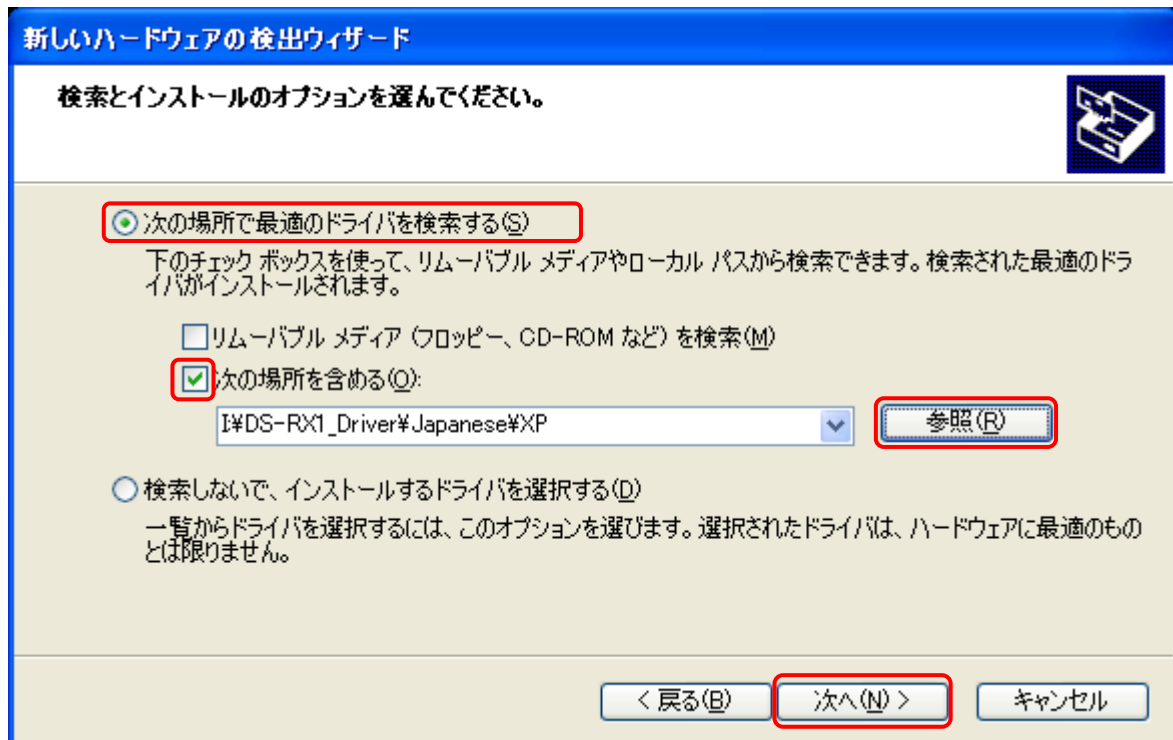 新しいハードウェアの検出ウィザード
検索とインストールのオプションを選んでください。
次の場所で最適のドライバを検索する(S)
下のチェック ボックスを使って、リムーバブル メディアやローカル パスから検索できます。検索された最適のドラ
イバがインストールされます。
リムーバブル メディア (フロッピー、CD-ROM など) を検索(M)
次の場所を含める(O):
I¥DS-RX1_Driver¥Japanese¥XP
参照(R)
検索しないで、インストールするドライバを選択する(D)
一覧からドライバを選択するには、このオプションを選びます。選択されたドライバは、ハードウェアに最適のもの
とは限りません。
< 戻る(B) 次へ(N) > キャンセル